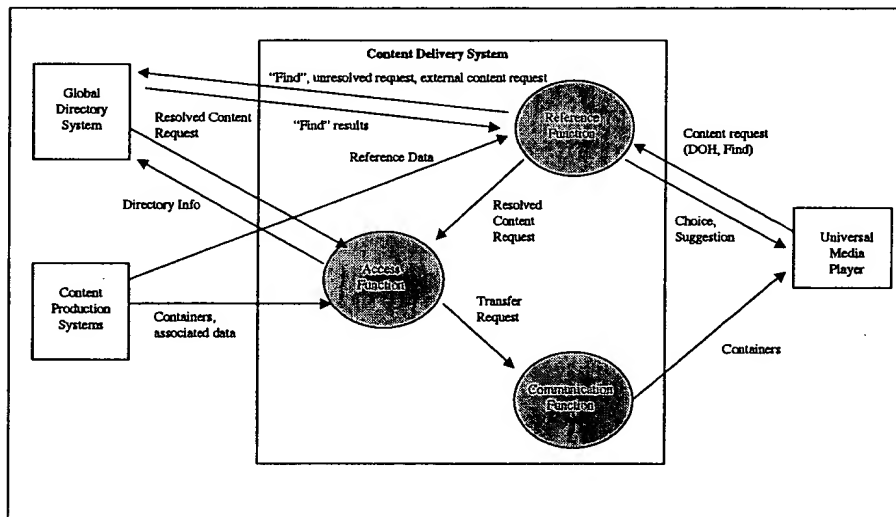 Content Delivery System
"Find", unresolved request, external content request
Global
Directory
System
Resolved Content
Request
"Find" results
Reference
Function
Content request
(DOH, Find)
Reference Data
Directory Info
Resolved
Content
Request
Choice,
Suggestion
Universal
Media
Player
Access
Function
Content
Production
Systems
Containers,
associated data
Transfer
Request
Containers
Communication
Function